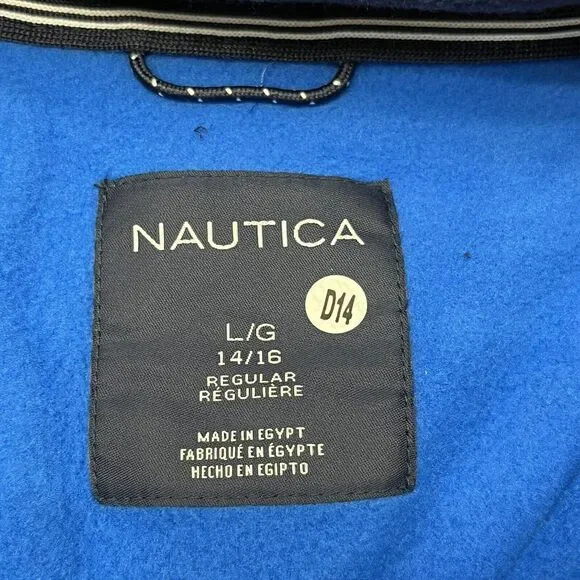 NAUTICA
D14
L/G
14/16
REGULAR
RÉGULIÈRE
MADE IN EGYPT
FABRIQUÉ EN ÉGYPTE
HECHO EN EGIPTO